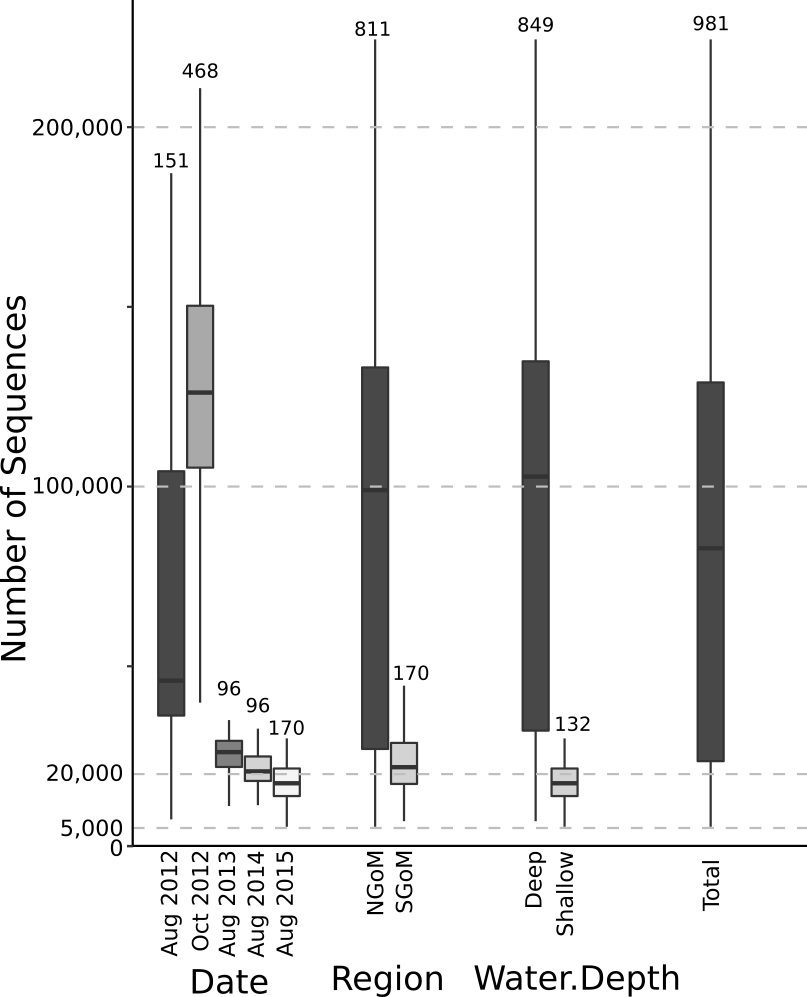 811
849
981
468
200,000
151
Number of Sequences
100,000
96
96
170
170
132
20,000
5,000
0
Aug 2012
Oct 2012
Aug 2013
Aug 2014
Aug 2015
NGoM
SGoM
Deep
Shallow
Total
Date
Region
Water.Depth